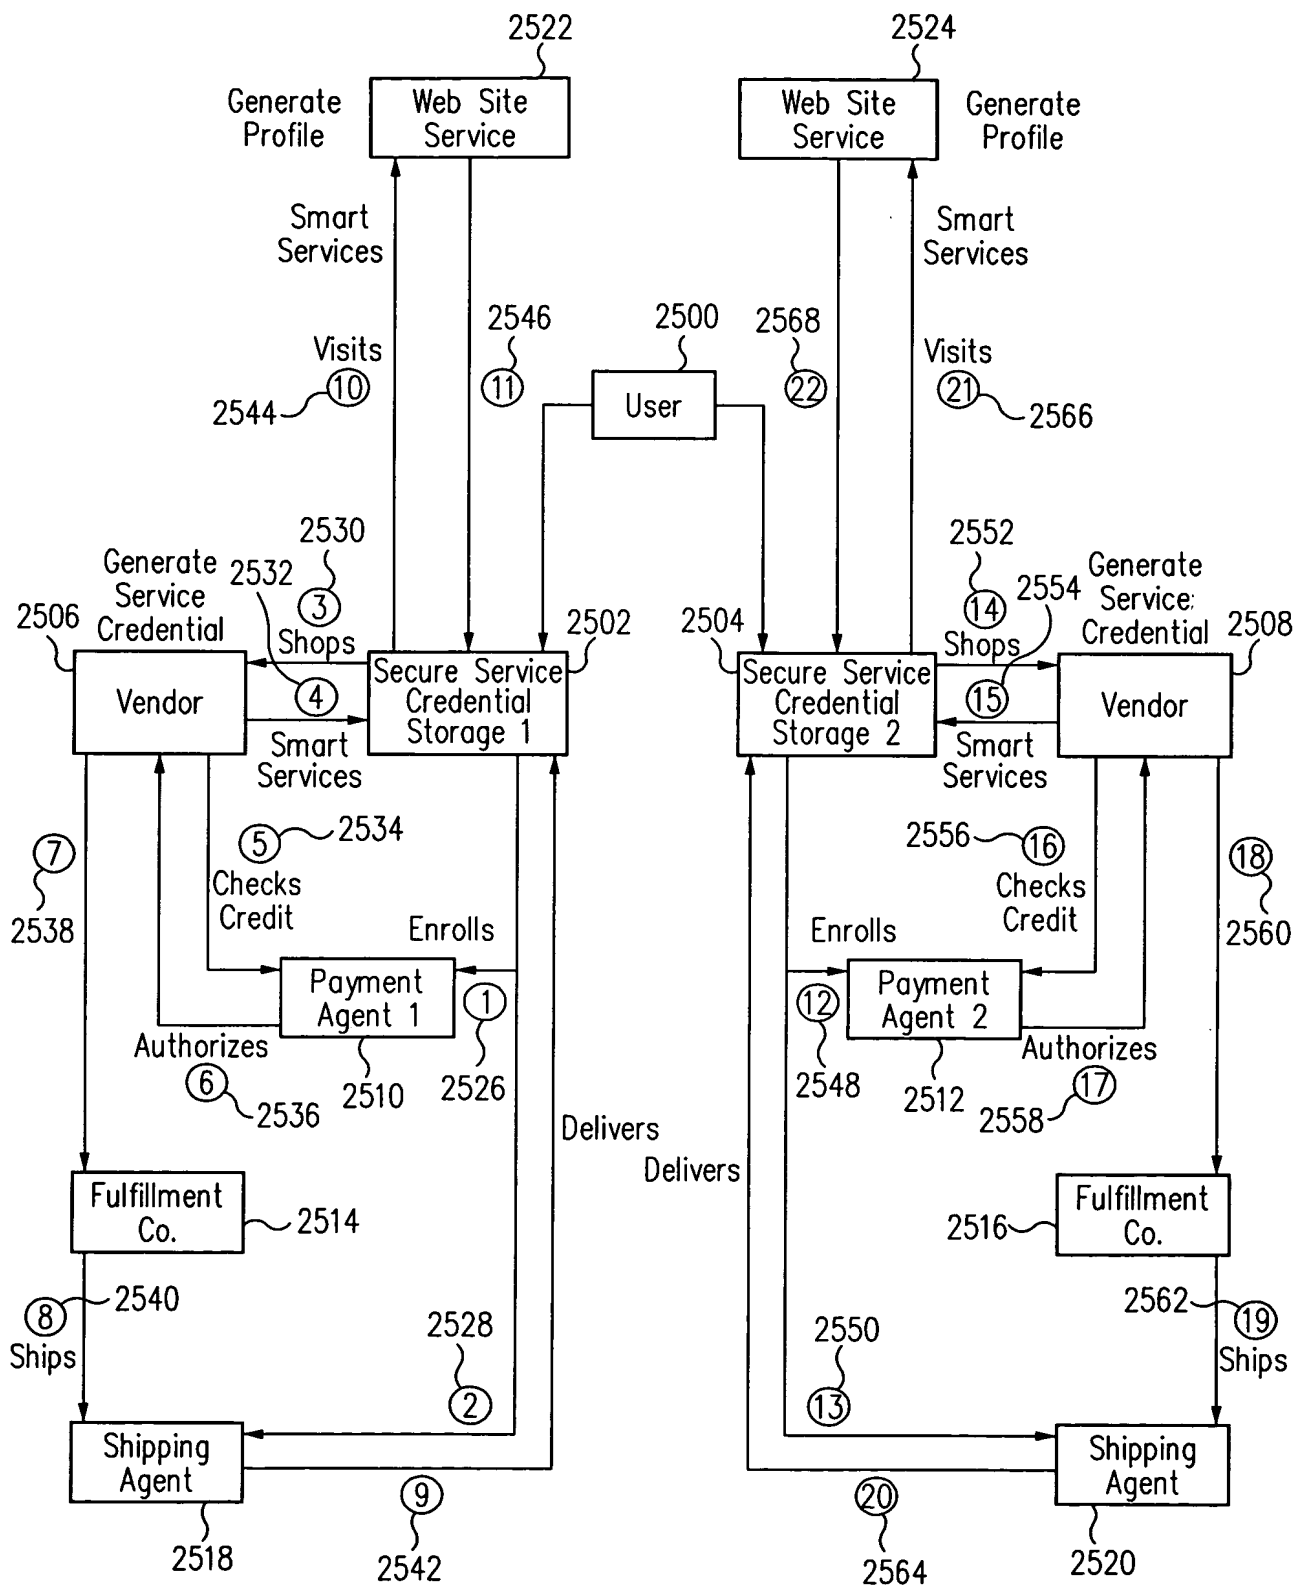 2522
2524
Generate
Profile
Web Site
Service
Web Site
Service
Generate
Profile
Smart
Services
Smart
Services
2546
2500
2568
Visits
10
11
22
Visits
21
2544
User
2566
2530
2552
Generate
Service
Credential
2532
3
14
2554
Generate
Service:
Credential
2506
Shops
2502
2504
Shops
2508
Vendor
4
Secure Service
Credential
Storage 1
Secure Service
Credential
Storage 2
15
Vendor
Smart
Services
Smart
Services
7
5
2534
2556
16
18
2538
Checks
Credit
Checks
Credit
2560
Enrolls
Enrolls
Payment
Agent 1
1
12
Payment
Agent 2
Authorizes
6
2536
2510
2526
2548
2512
Authorizes
17
2558
Delivers
Delivers
Fulfillment
Co.
2514
2516
Fulfillment
Co.
8
2540
2562
19
Ships
2528
2550
Ships
2
13
Shipping
Agent
Shipping
Agent
9
20
2518
2542
2564
2520